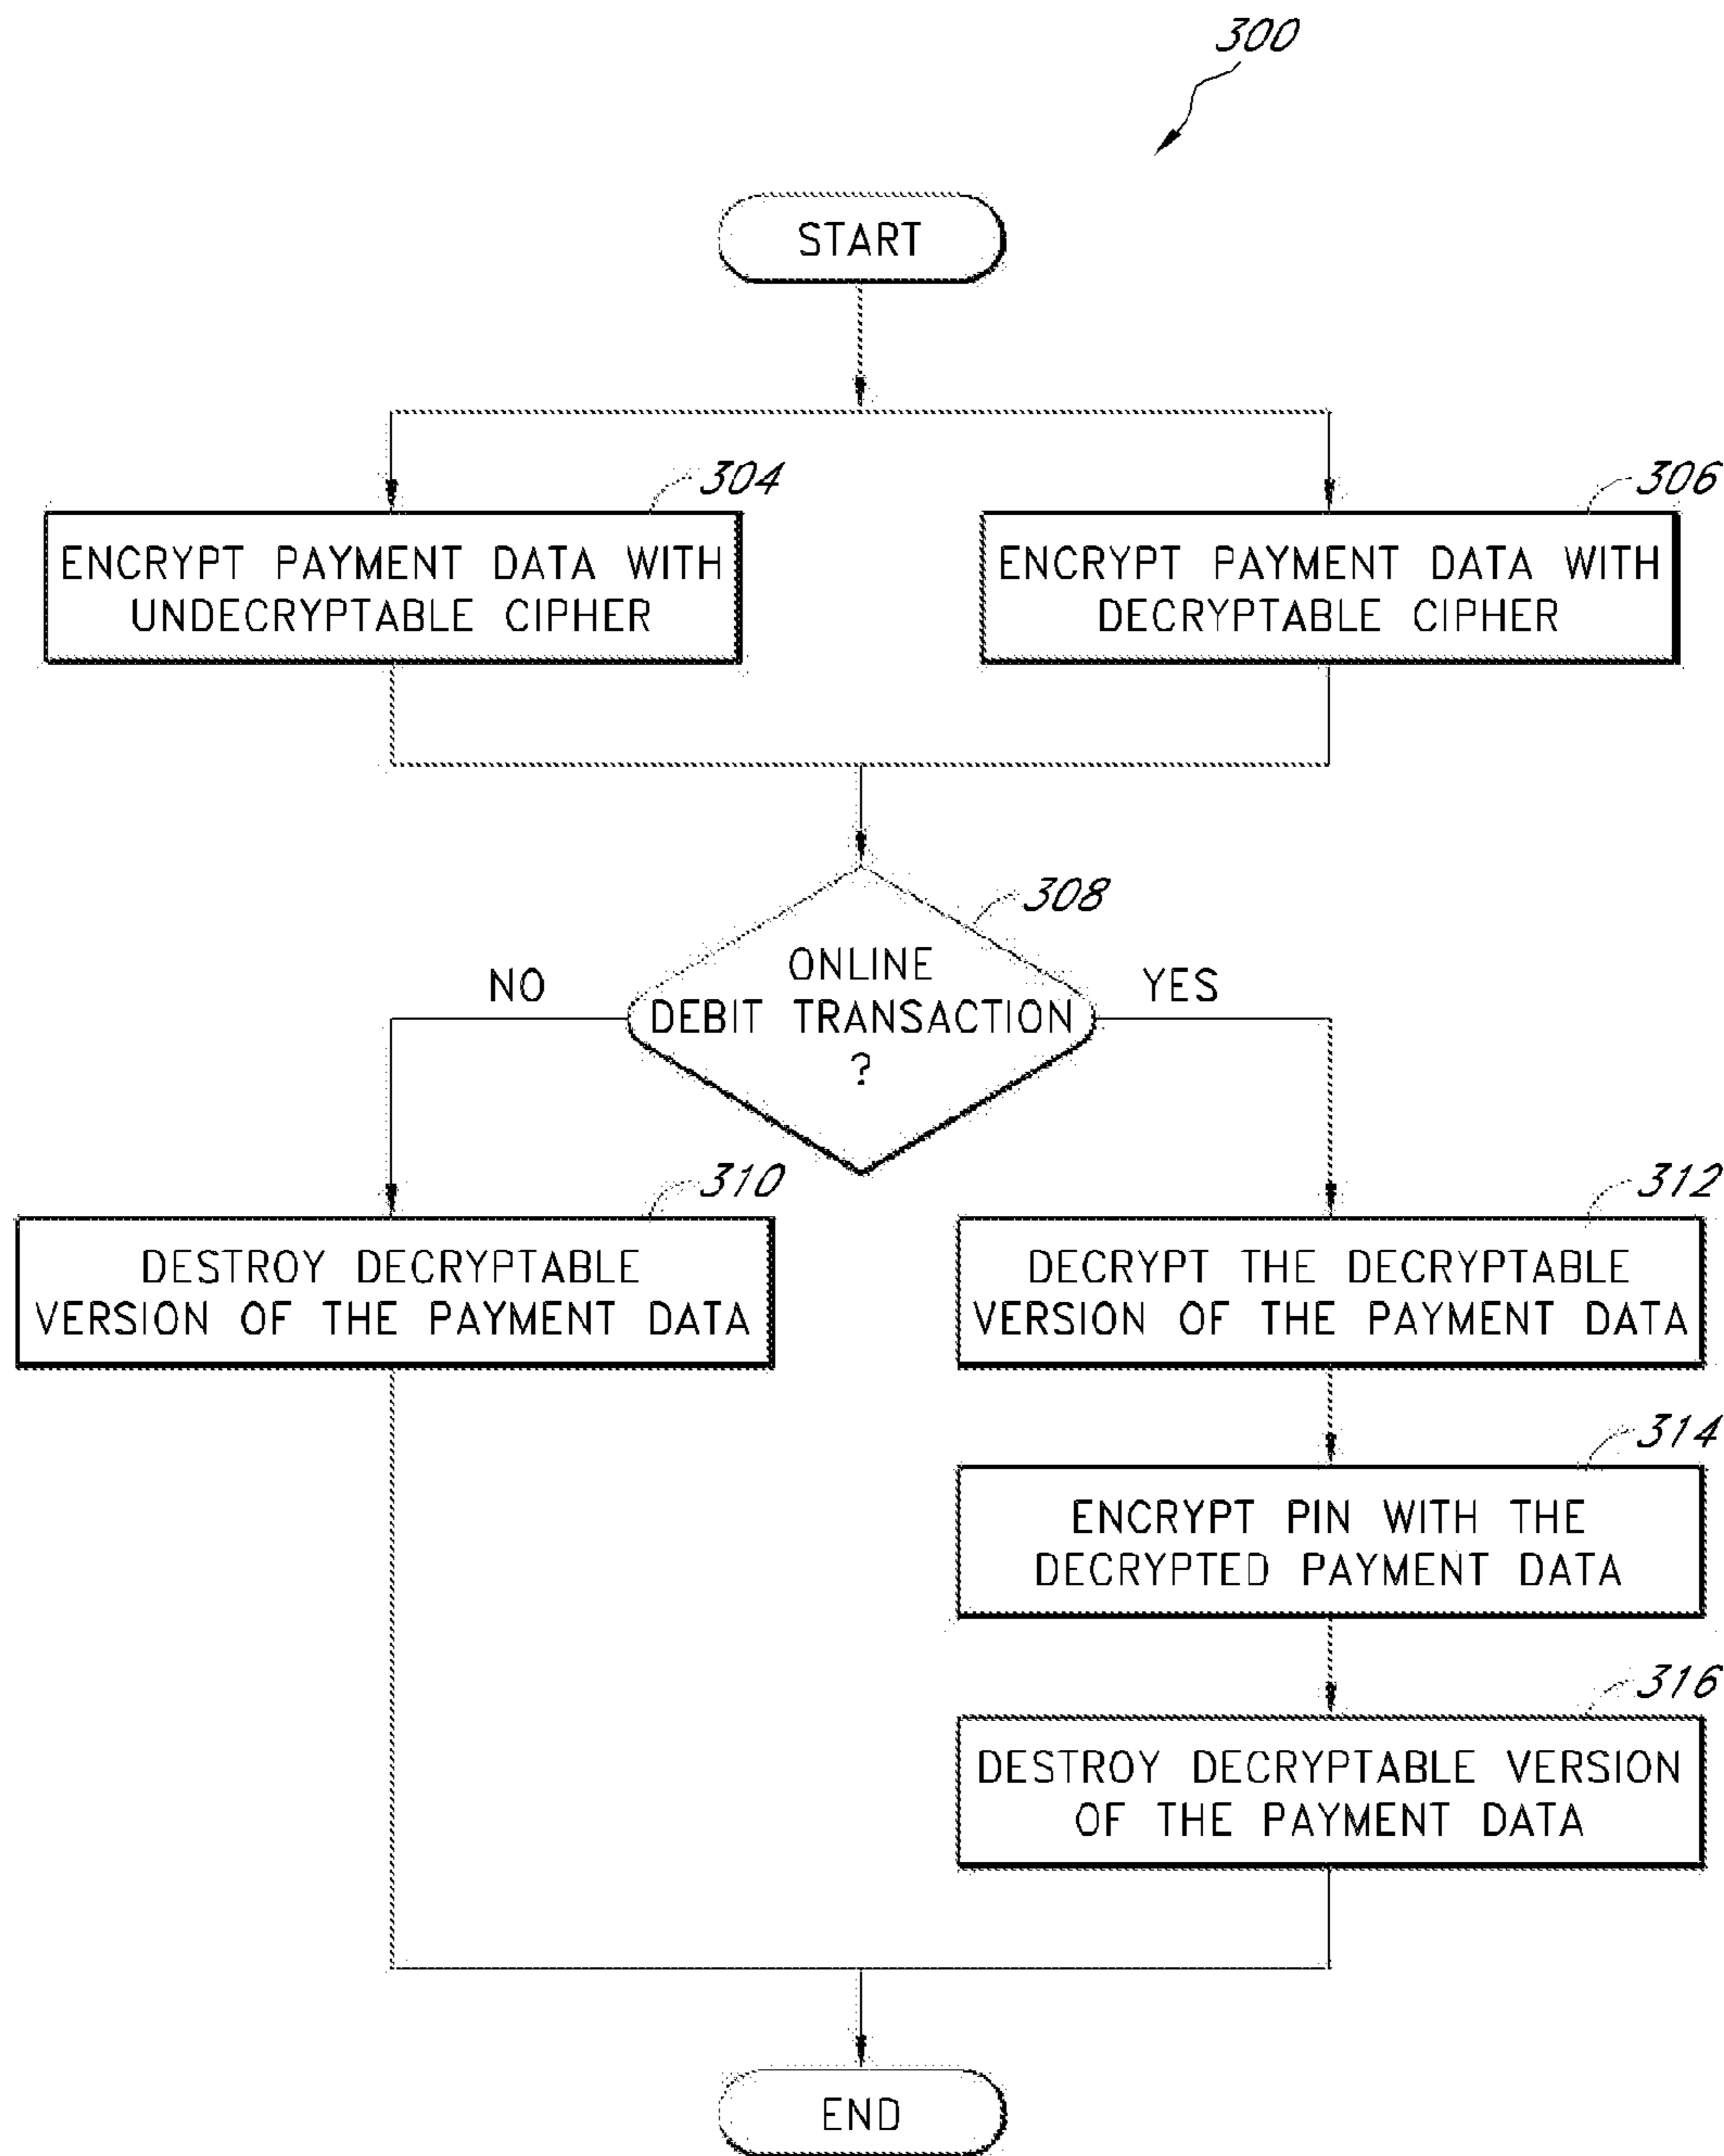 300
START
304
306
ENCRYPT PAYMENT DATA WITH
UNDECRYPTABLE CIPHER
ENCRYPT PAYMENT DATA WITH
DECRYPTABLE CIPHER
308
ONLINE
DEBIT TRANSACTION
?
NO
YES
310
312
DESTROY DECRYPTABLE
VERSION OF THE PAYMENT DATA
DECRYPT THE DECRYPTABLE
VERSION OF THE PAYMENT DATA
314
ENCRYPT PIN WITH THE
DECRYPTED PAYMENT DATA
316
DESTROY DECRYPTABLE VERSION
OF THE PAYMENT DATA
END